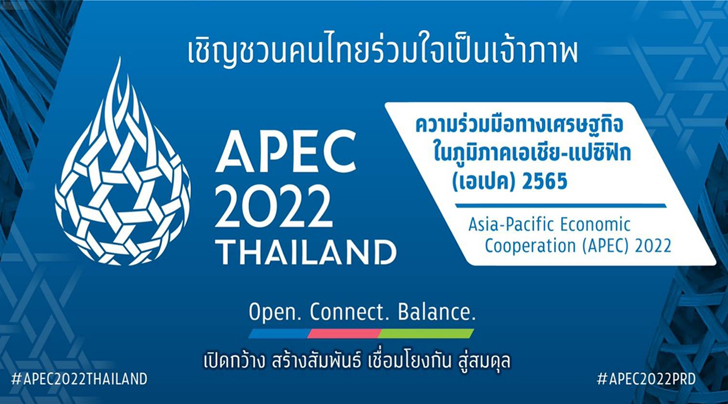 เชิญชวนคนไทยร่วมใจเป็นเจ้าภาพ
APEC
2022
THAILAND
ความร่วมมือทางเศรษฐกิจ
ในภูมิภาคเอเชีย-แปซิฟิก
(เอเปค) 2565
Asia-Pacific Economic
Cooperation (APEC) 2022
Open. Connect. Balance.
เปิดกว้าง สร้างสัมพันธ์ เชื่อมโยงกัน สู่สมดุล
#APEC2022THAILAND
#APEC2022PRD